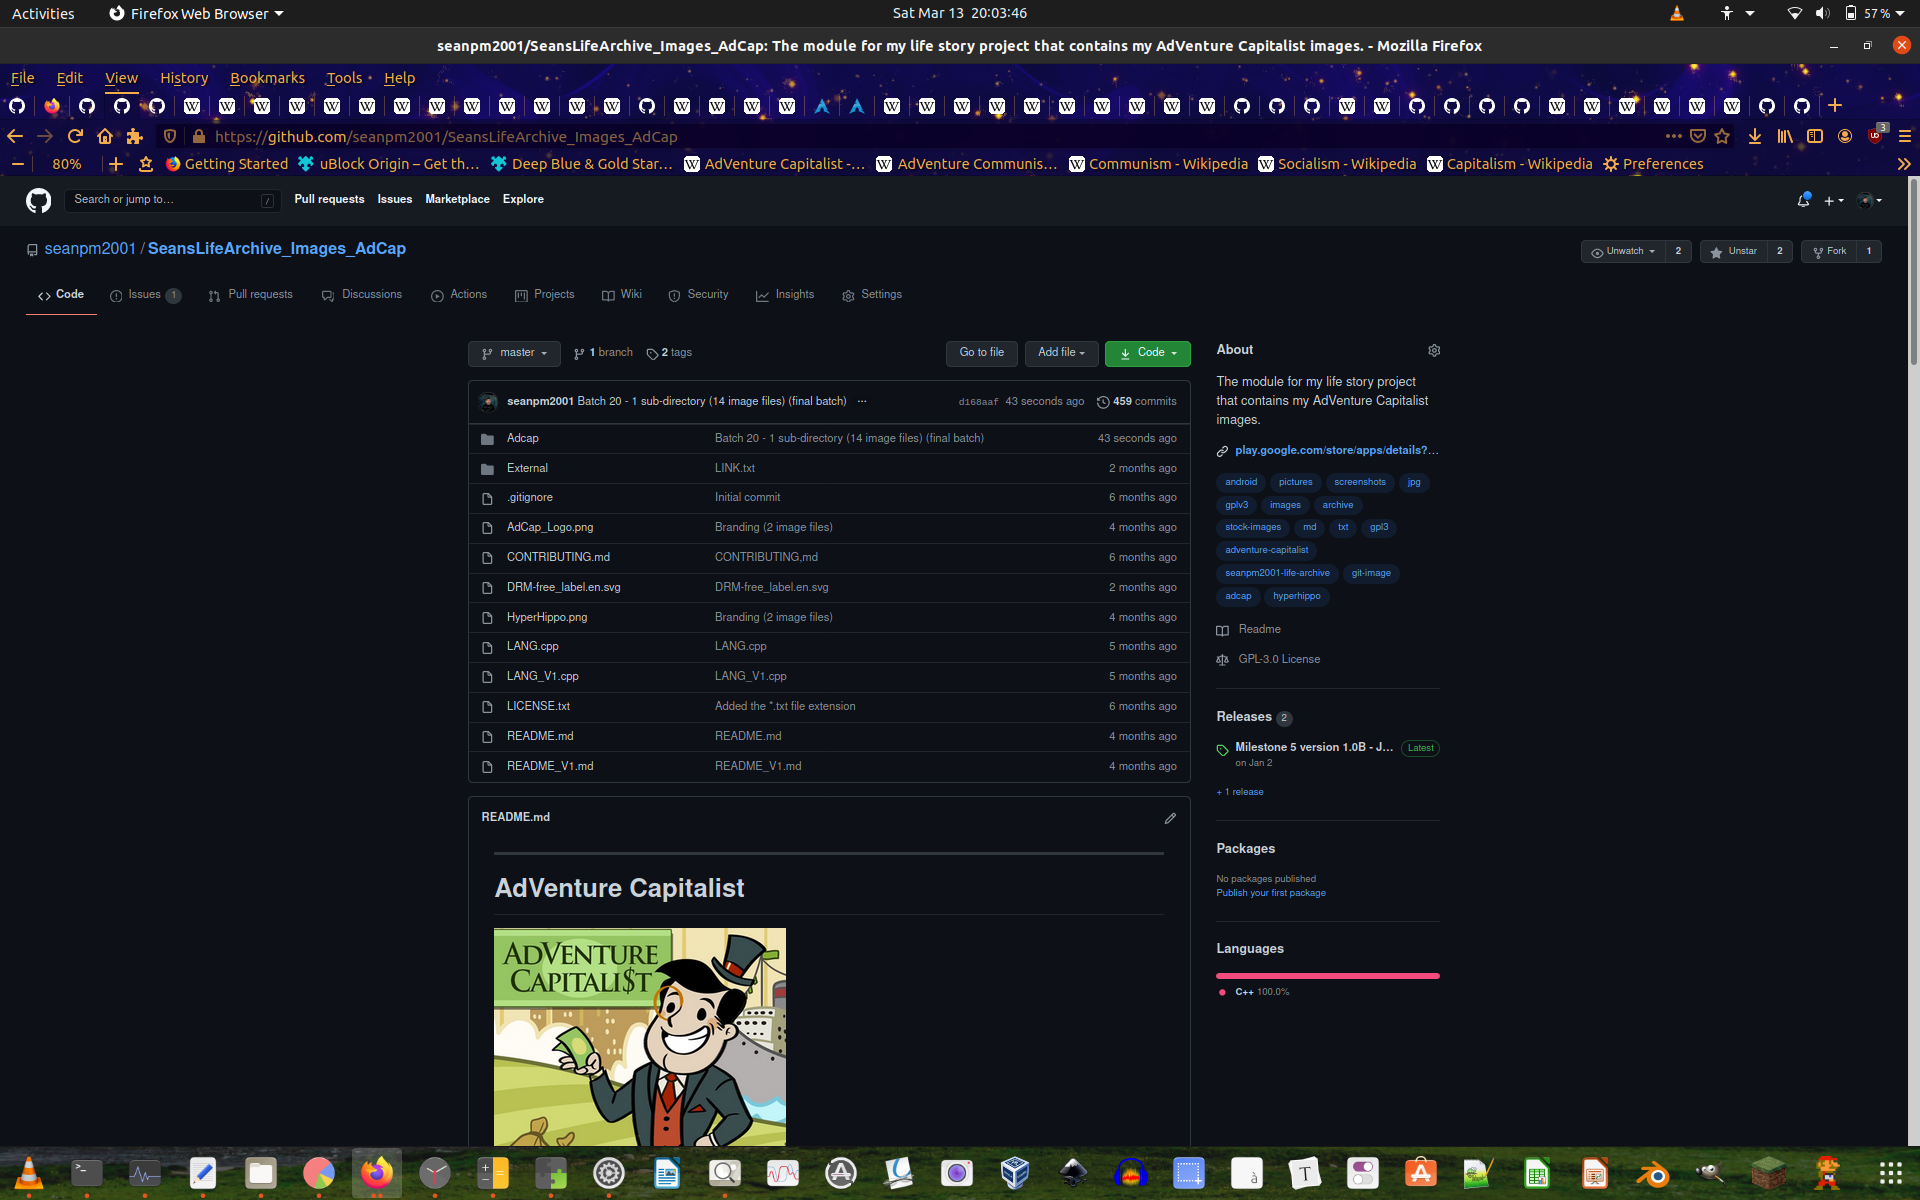 Activities Firefox Web Browser Sat Mar 13 20:03:46 57 %
seanpm2001/SeansLifeArchive_Images_AdCap: The module for my life story project that contains my AdVenture Capitalist images. - Mozilla Firefox
File Edit View History Bookmarks Tools Help
https://github.com/seanpm2001/SeansLifeArchive_Images_AdCap 3
80% Getting Started uBlock Origin – Get th… Deep Blue & Gold Star… AdVenture Capitalist -… AdVenture Communis… Communism - Wikipedia Socialism - Wikipedia Capitalism - Wikipedia Preferences
Search or jump to… / Pull requests Issues Marketplace Explore
seanpm2001 / SeansLifeArchive_Images_AdCap Unwatch 2 Unstar 2 Fork 1
Code Issues 1 Pull requests Discussions Actions Projects Wiki Security Insights Settings
master 1 branch 2 tags Go to file Add file Code
seanpm2001 Batch 20 - 1 sub-directory (14 image files) (final batch) ... d168aaf 43 seconds ago 459 commits
Adcap Batch 20 - 1 sub-directory (14 image files) (final batch) 43 seconds ago
External LINK.txt 2 months ago
.gitignore Initial commit 6 months ago
AdCap_Logo.png Branding (2 image files) 4 months ago
CONTRIBUTING.md CONTRIBUTING,md 6 months ago
DRM-free_label.en.svg DRM-free_label.en.svg 2 months ago
HyperHippo.png Branding (2 image files) 4 months ago
LANG.cpp LANG.cpp 5 months ago
LANG_V1.cpp LANG_V1.cpp 5 months ago
LICENSE.txt Added the *.txt file extension 6 months ago
README.md README.md 4 months ago
README_V1.md README_V1.md 4 months ago
README.md
AdVenture Capitalist
ADVENTURE
CAPITALI$T
About
The module for my life story project
that contains my AdVenture Capitalist
images.
play.google.com/store/apps/details?…
android pictures screenshots jpg
gplv3 images archive
stock-images md txt gpl3
adventure-capitalist
seanpm2001-life-archive git-image
adcap hyperhippo
Readme
GPL-3.0 License
Releases 2
Milestone 5 version 1.0B - J… Latest
on Jan 2
+ 1 release
Packages
No packages published
Publish your first package
Languages
C++ 100.0%